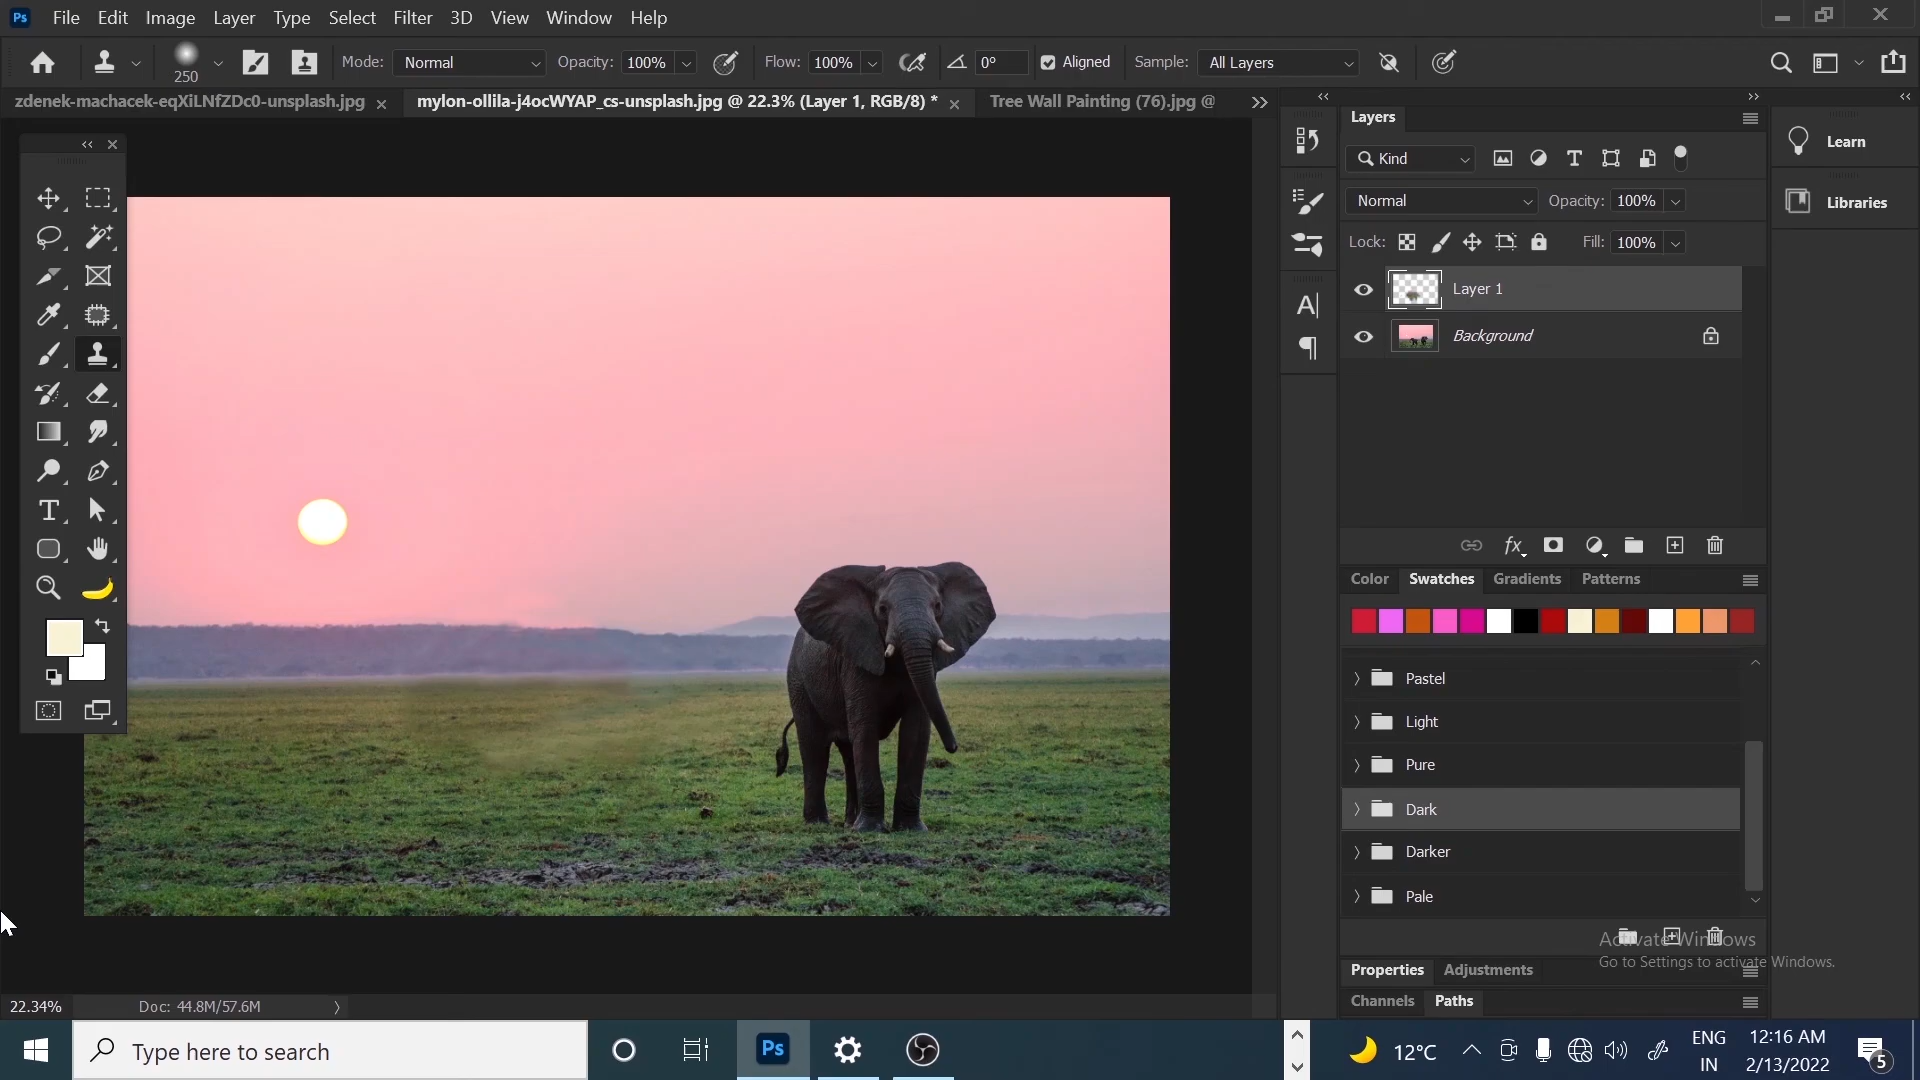 Ps File Edit Image Layer Type Select Filter 3D View Window Help
250 Mode: Normal Opacity: 100% Flow: 100% 0° Aligned Sample: All Layers
zdenek-machacek-eqXiLNfZDc0-unsplash.jpg mylon-ollila-j4ocWYAP_cs-unsplash.jpg @ 22.3% (Layer 1, RGB/8) * Tree Wall Painting (76).jpg @
Layers
Kind
Normal Opacity: 100%
Lock: Fill: 100%
Layer 1
Background
Learn
Libraries
Color Swatches Gradients Patterns
Pastel
Light
Pure
Dark
Darker
Pale
Activate Windows
Go to Settings to activate Windows.
Properties Adjustments
Channels Paths
22.34% Doc: 44.8M/57.6M
Type here to search
Ps
12°C
ENG
IN
12:16 AM
2/13/2022
5